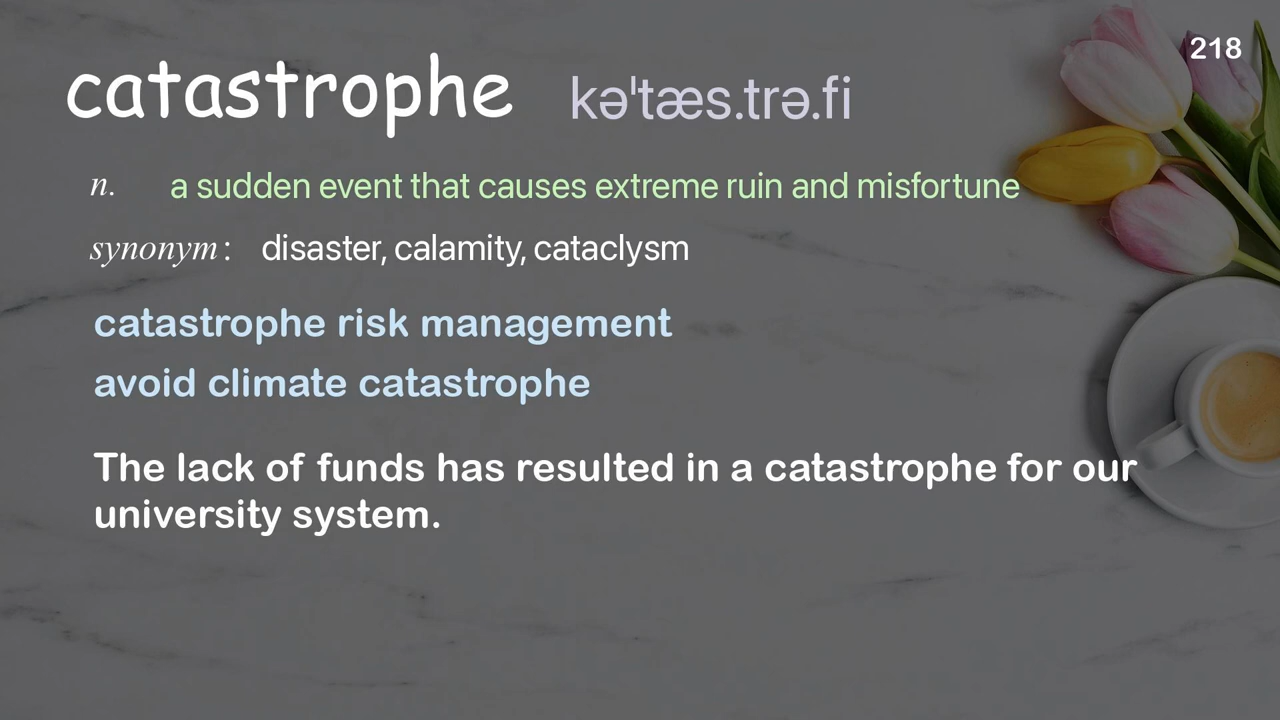 218
catastrophe kəˈtæs.trə.fi
n. a sudden event that causes extreme ruin and misfortune
synonym : disaster, calamity, cataclysm
catastrophe risk management
avoid climate catastrophe
The lack of funds has resulted in a catastrophe for our
university system.